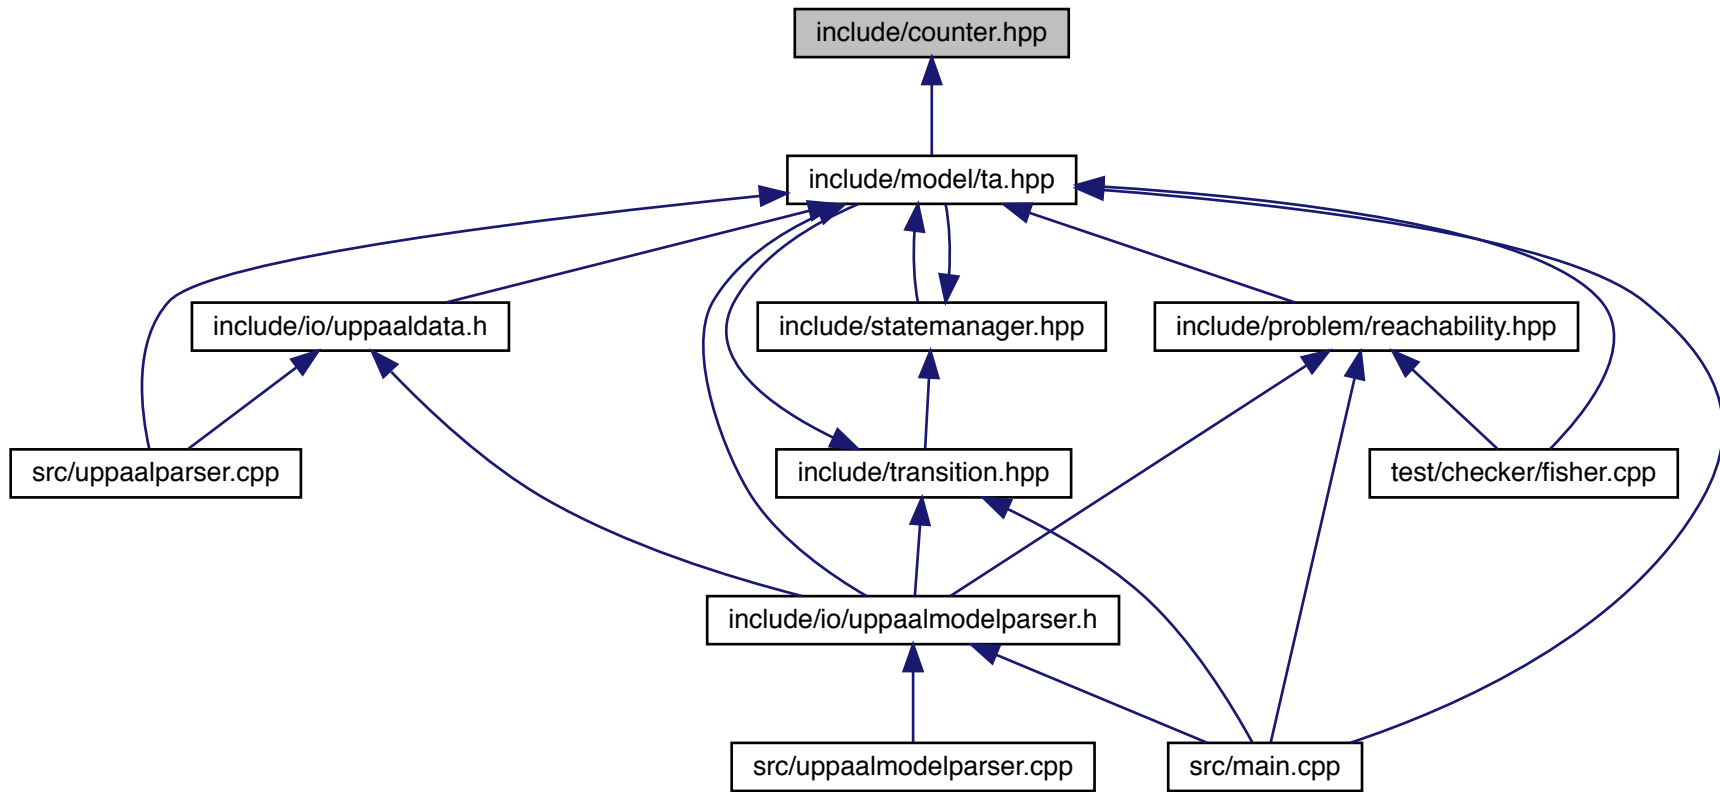 include/counter.hpp
include/model/ta.hpp
include/io/uppaaldata.h
include/statemanager.hpp
include/problem/reachability.hpp
src/uppaalparser.cpp
include/transition.hpp
test/checker/fisher.cpp
include/io/uppaalmodelparser.h
src/uppaalmodelparser.cpp
src/main.cpp